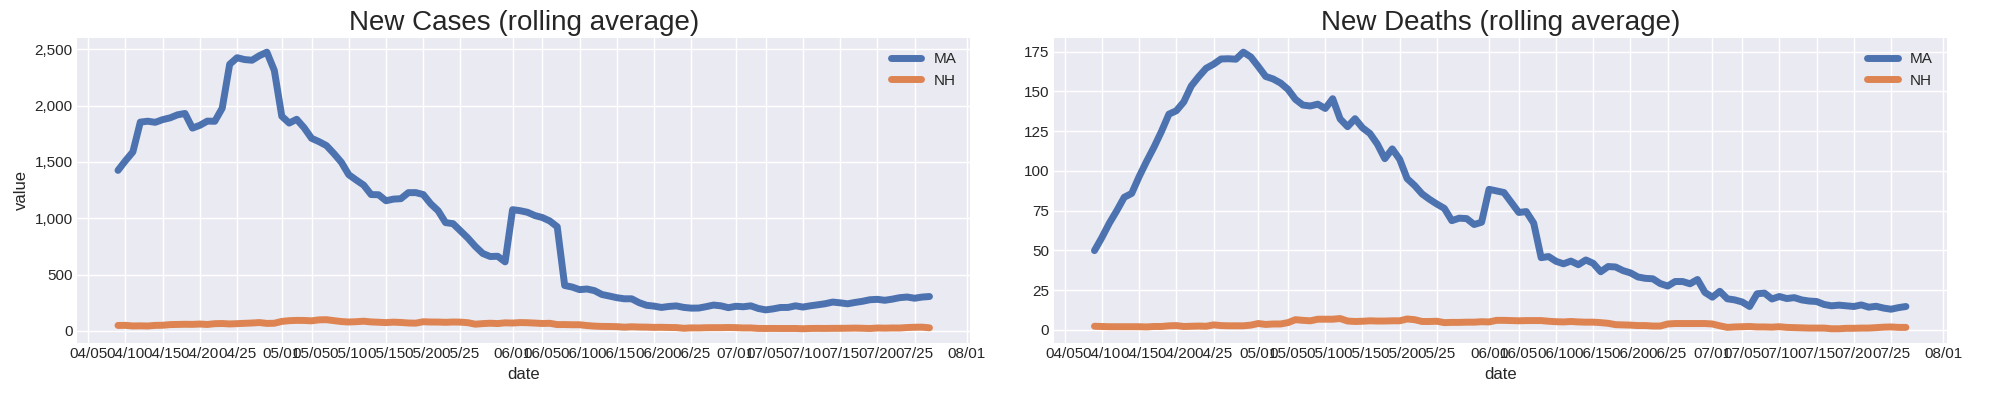 New Cases (rolling average)
2,500
2,000
1,500
1,000
500
0
value
MA
NH
04/05 04/10 04/15 04/20 04/25 05/01 05/05 05/10 05/15 05/20 05/25 06/01 06/05 06/10 06/15 06/20 06/25 07/01 07/05 07/10 07/15 07/20 07/25 08/01
date
New Deaths (rolling average)
175
150
125
100
75
50
25
0
MA
NH
04/05 04/10 04/15 04/20 04/25 05/01 05/05 05/10 05/15 05/20 05/25 06/01 06/05 06/10 06/15 06/20 06/25 07/01 07/05 07/10 07/15 07/20 07/25 08/01
date